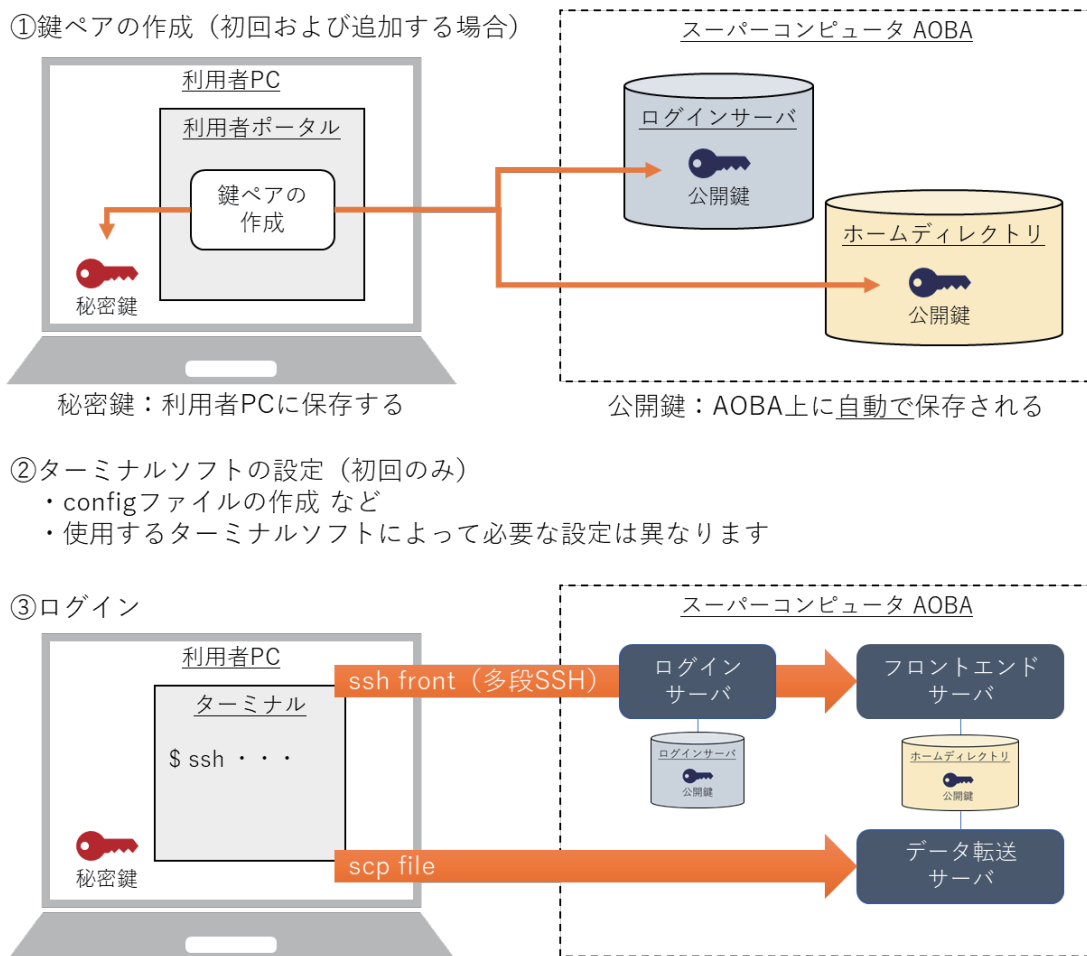 ①鍵ペアの作成（初回および追加する場合）
利用者PC
利用者ポータル
鍵ペアの
作成
秘密鍵
スーパーコンピュータ AOBA
ログインサーバ
公開鍵
ホームディレクトリ
公開鍵
秘密鍵：利用者PCに保存する
公開鍵：AOBA上に自動で保存される
②ターミナルソフトの設定（初回のみ）
・configファイルの作成 など
・使用するターミナルソフトによって必要な設定は異なります
③ログイン
利用者PC
ターミナル
$ ssh ・・・
秘密鍵
スーパーコンピュータ AOBA
ssh front（多段SSH）
ログイン
サーバ
フロントエンド
サーバ
ログインサーバ
公開鍵
ホームディレクトリ
公開鍵
scp file
データ転送
サーバ